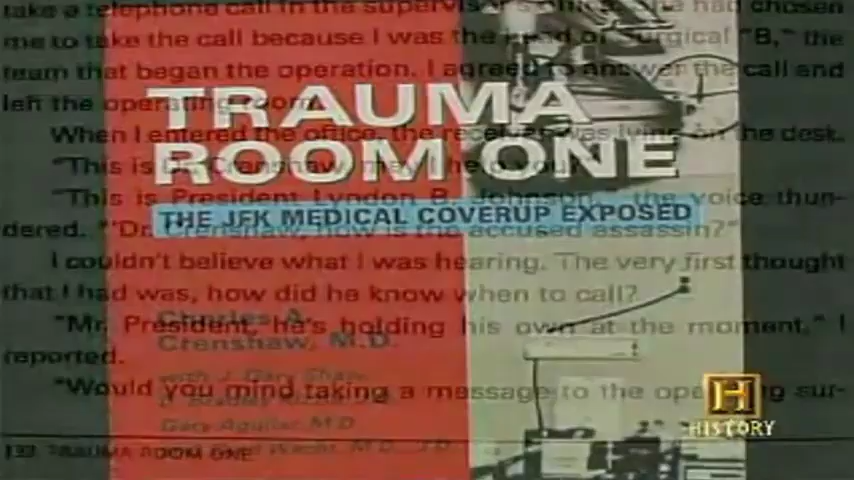 take a telephone call in the supervisor's office. She had chosen
me to take the call because I was the head of Surgical "B," the
team that began the operation. I agreed to answer the call and
left the operating room.
TRAUMA
ROOM ONE
When I entered the office, the receiver was lying on the desk.
"This is Dr. Crenshaw, may I help you?"
"This is President Lyndon B. Johnson," the voice thun-
dered. "Dr. Crenshaw, how is the accused assassin?"
THE JFK MEDICAL COVERUP EXPOSED
I couldn't believe what I was hearing. The very first thought
that I had was, how did he know when to call?
"Mr. President, he's holding his own at the moment," I
reported.
Charles A.
Crenshaw, M.D.
with J. Gary Shaw
Gary Aguilar, M.D.
"Would you mind taking a message to the operating sur-
H
HISTORY
TRAUMA ROOM ONE